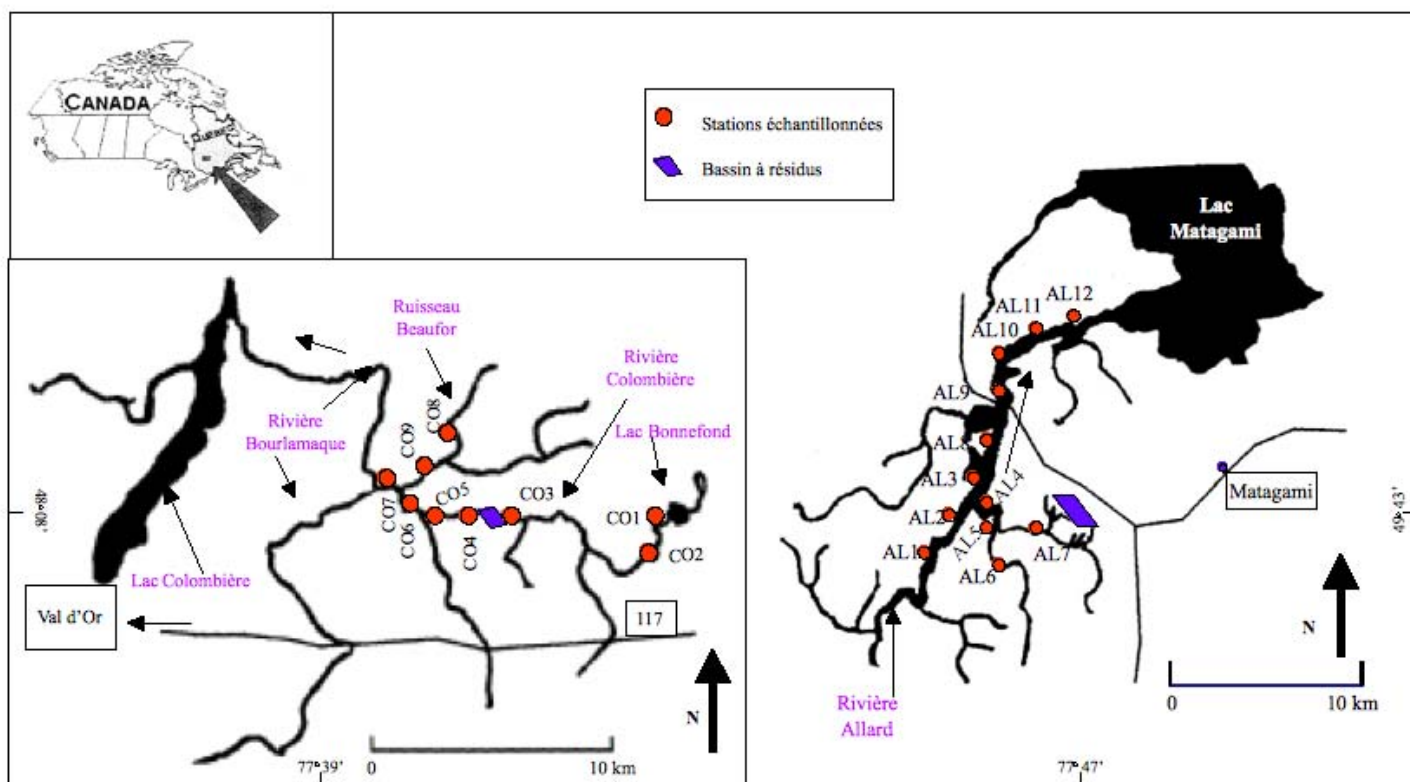 CANADA
Québec
Stations échantillonnées
Bassin à résidus
Lac
Matagami
AL12
AL11
AL10
AL9
AL8
AL3
AL4
AL2
AL5
AL7
AL1
AL6
Matagami
49°43'
Rivière
Allard
N
0 10 km
77°47'
Ruisseau
Beaufor
Rivière
Colombière
Rivière
Bourlamaque
Lac Bonnefond
CO8
CO9
CO7
CO6
CO5
CO4
CO3
CO1
CO2
48°08'
Lac Colombière
Val d'Or
117
N
77°39'
0 10 km